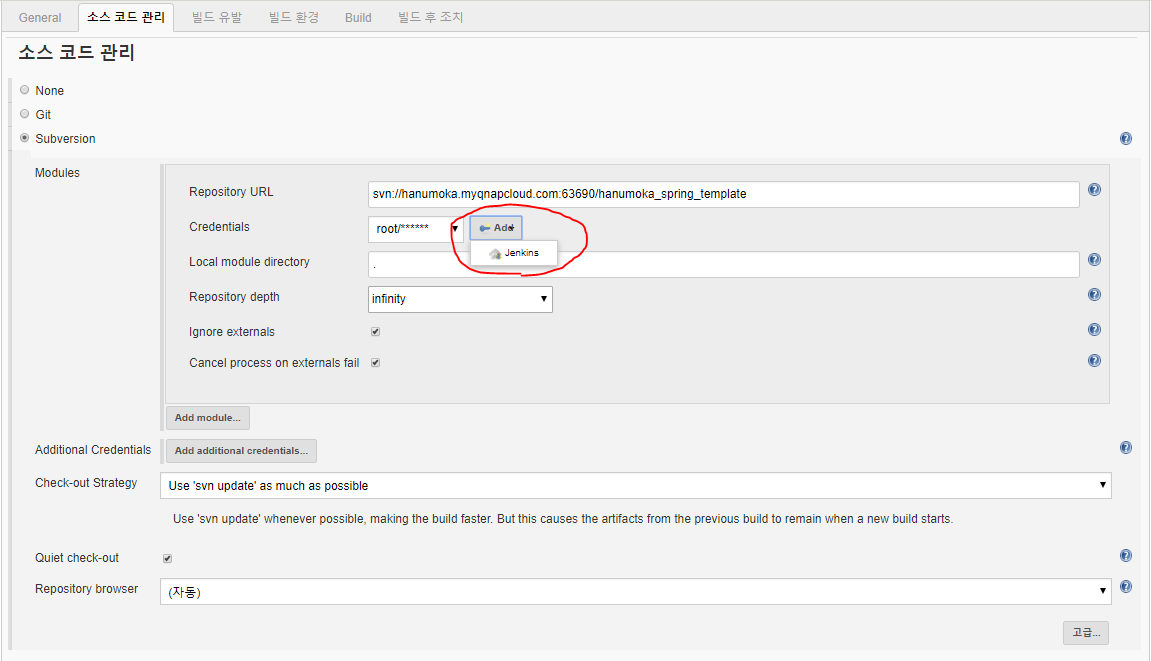 General 소스 코드 관리 빌드 유발 빌드 환경 Build 빌드 후 조치
소스 코드 관리
None
Git
Subversion
Modules
Repository URL svn://hanumoka.myqnapcloud.com:63690/hanumoka_spring_template
Credentials root/****** Add
Jenkins
Local module directory .
Repository depth infinity
Ignore externals
Cancel process on externals fail
Add module...
Additional Credentials Add additional credentials...
Check-out Strategy Use 'svn update' as much as possible
Use 'svn update' whenever possible, making the build faster. But this causes the artifacts from the previous build to remain when a new build starts.
Quiet check-out
Repository browser (자동)
고급...